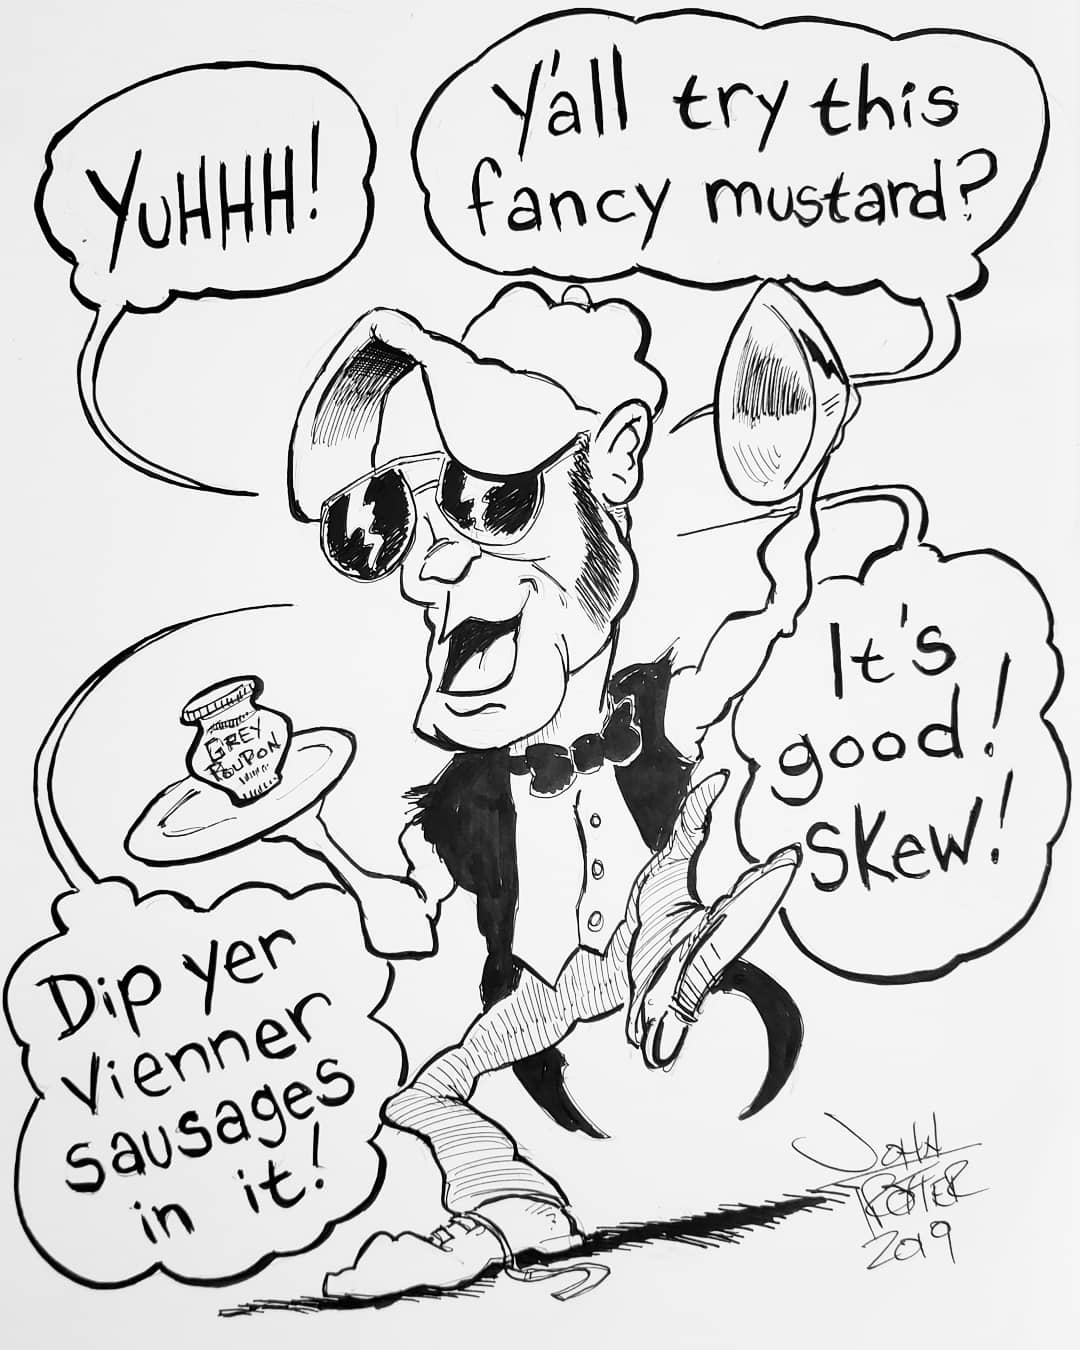 YUHHH!
Y'all try this
fancy mustard?
It's
good!
SKew!
GREY
POUPON
Dip yer
Vienner
sausages
in it!
JOHN
TROTER
2019